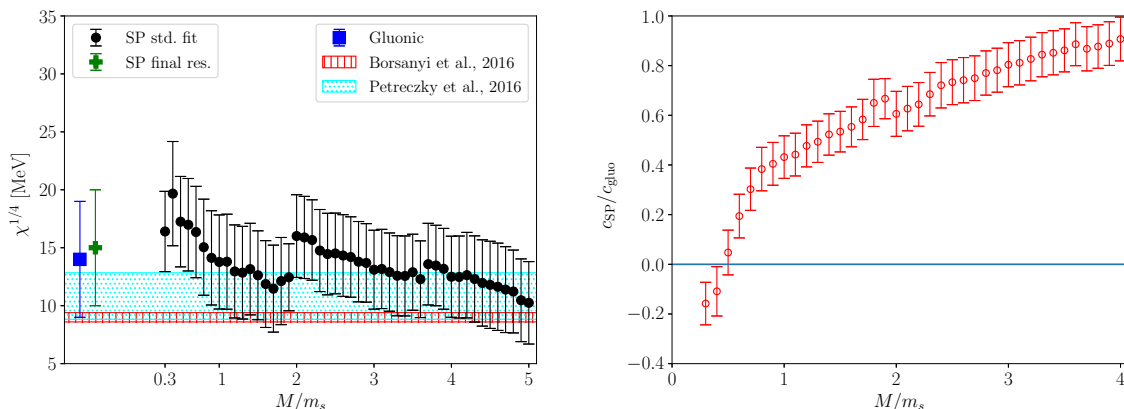 35
30
25
20
15
10
5
χ^{1/4} [MeV]
SP std. fit
SP final res.
Gluonic
Borsanyi et al., 2016
Petreczky et al., 2016
0.3 1 2 3 4 5
M/m_s
1.0
0.8
0.6
0.4
0.2
0.0
−0.2
−0.4
c_SP/c_gluo
0 1 2 3 4
M/m_s